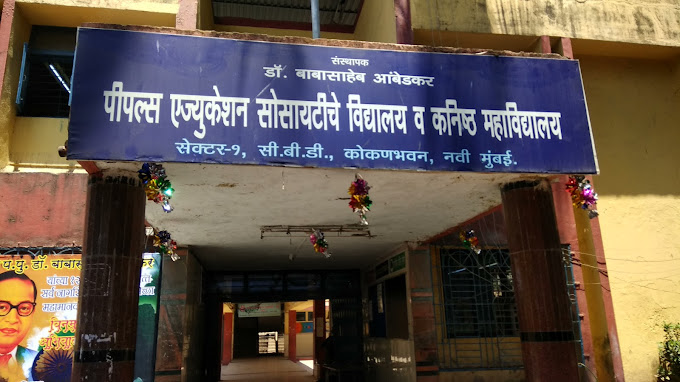 संस्थापक
डॉ. बाबासाहेब आंबेडकर
पीपल्स एज्युकेशन सोसायटीचे विद्यालय व कनिष्ठ महाविद्यालय
सेक्टर-१, सी.बी.डी., कोकणभवन, नवी मुंबई.
प.पु.डॉ. बाबासा
यांच्या